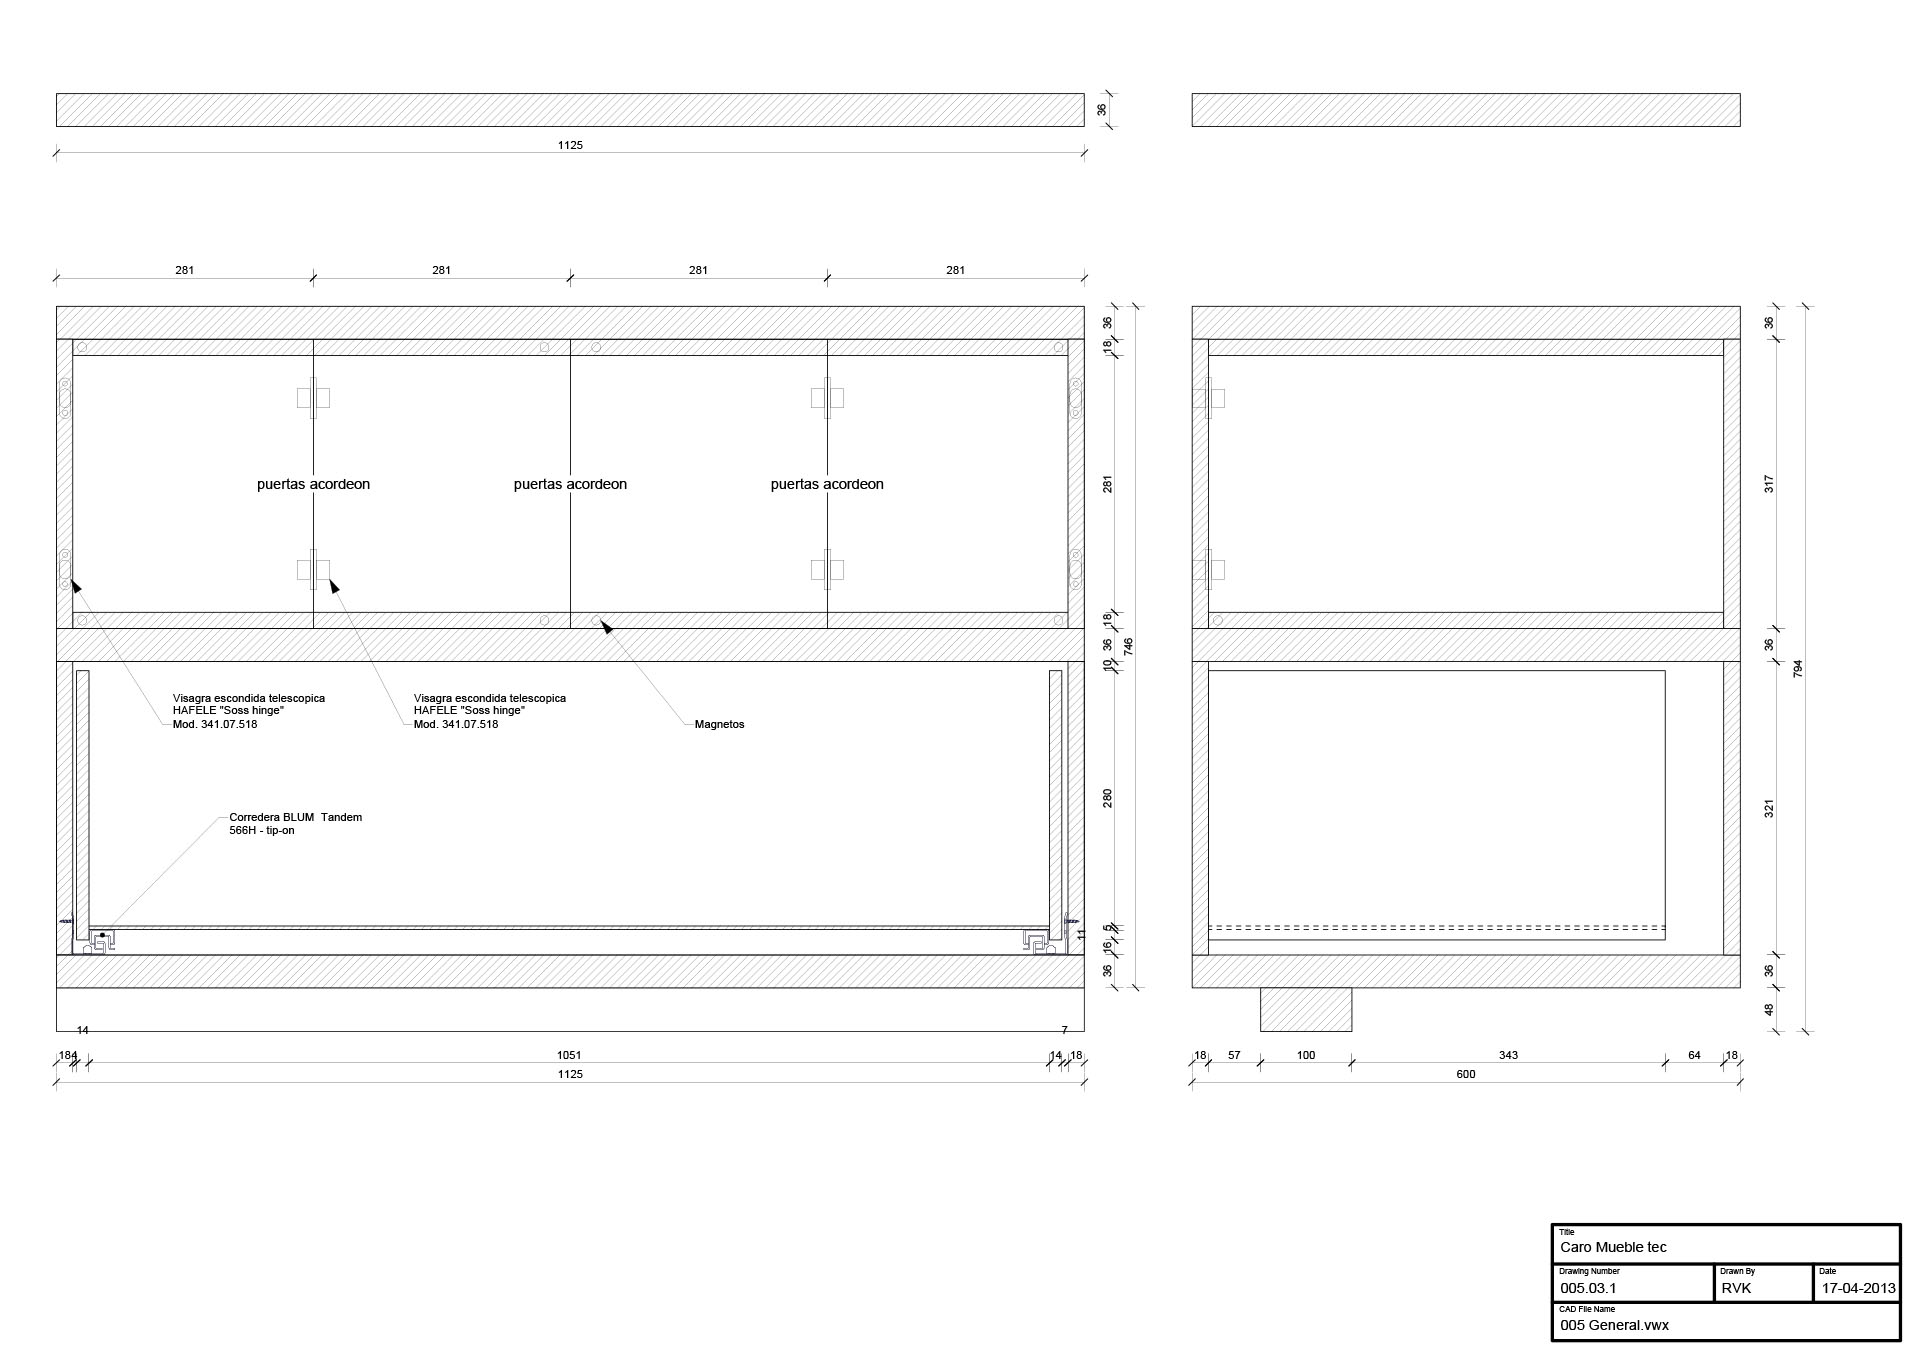 36
1125
281
281
281
281
36
18
281
18
36
10
280
5
11
16
36
746
36
317
36
321
36
48
794
puertas acordeon
puertas acordeon
puertas acordeon
Visagra escondida telescopica
HAFELE "Soss hinge"
Mod. 341.07.518
Visagra escondida telescopica
HAFELE "Soss hinge"
Mod. 341.07.518
Magnetos
Corredera BLUM Tandem
566H - tip-on
14
7
18
4
1051
14
18
1125
18
57
100
343
64
18
600
Title
Caro Mueble tec
Drawing Number
005.03.1
Drawn By
RVK
Date
17-04-2013
CAD File Name
005 General.vwx